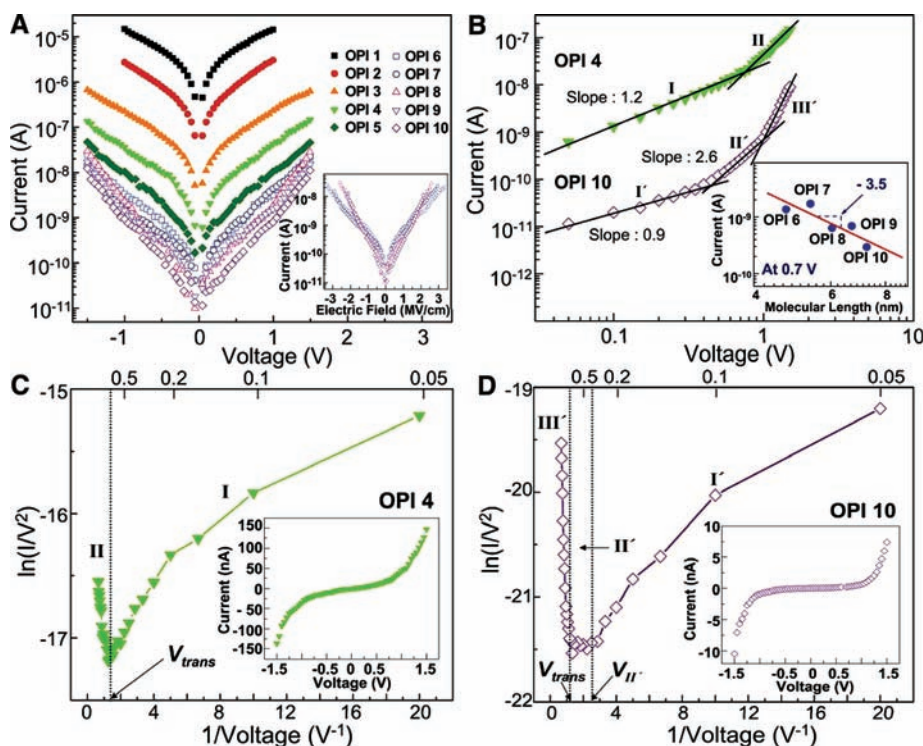 A
10⁻⁵
10⁻⁶
10⁻⁷
10⁻⁸
10⁻⁹
10⁻¹⁰
10⁻¹¹
Current (A)
OPI 1
OPI 2
OPI 3
OPI 4
OPI 5
OPI 6
OPI 7
OPI 8
OPI 9
OPI 10
10⁻⁸
10⁻⁹
10⁻¹⁰
10⁻¹¹
Current (A)
-3 -2 -1 0 1 2 3
Electric Field (MV/cm)
-1 0 1 2 3
Voltage (V)
B
10⁻⁷
10⁻⁸
10⁻⁹
10⁻¹⁰
10⁻¹¹
10⁻¹²
Current (A)
OPI 4
I
II
Slope : 1.2
III´
II´
Slope : 2.6
OPI 10
I´
Slope : 0.9
10⁻⁹
10⁻¹⁰
Current (A)
OPI 7
- 3.5
OPI 6
OPI 9
OPI 8
OPI 10
At 0.7 V
4 6 8
Molecular Length (nm)
0.1 1 10
Voltage (V)
C
0.5 0.2 0.1 0.05
-15
-16
-17
ln(I/V²)
I
OPI 4
II
150
100
50
0
-50
-100
-150
Current (nA)
-1.5 -0.5 0 0.5 1.5
Voltage (V)
Vtrans
0 4 8 12 16 20
1/Voltage (V⁻¹)
D
0.5 0.2 0.1 0.05
-19
-20
-21
-22
ln(I/V²)
III´
I´
OPI 10
II´
10
5
0
-5
-10
Current (nA)
-1.5 -0.5 0 0.5 1.5
Voltage (V)
Vtrans
VII´
0 4 8 12 16 20
1/Voltage (V⁻¹)